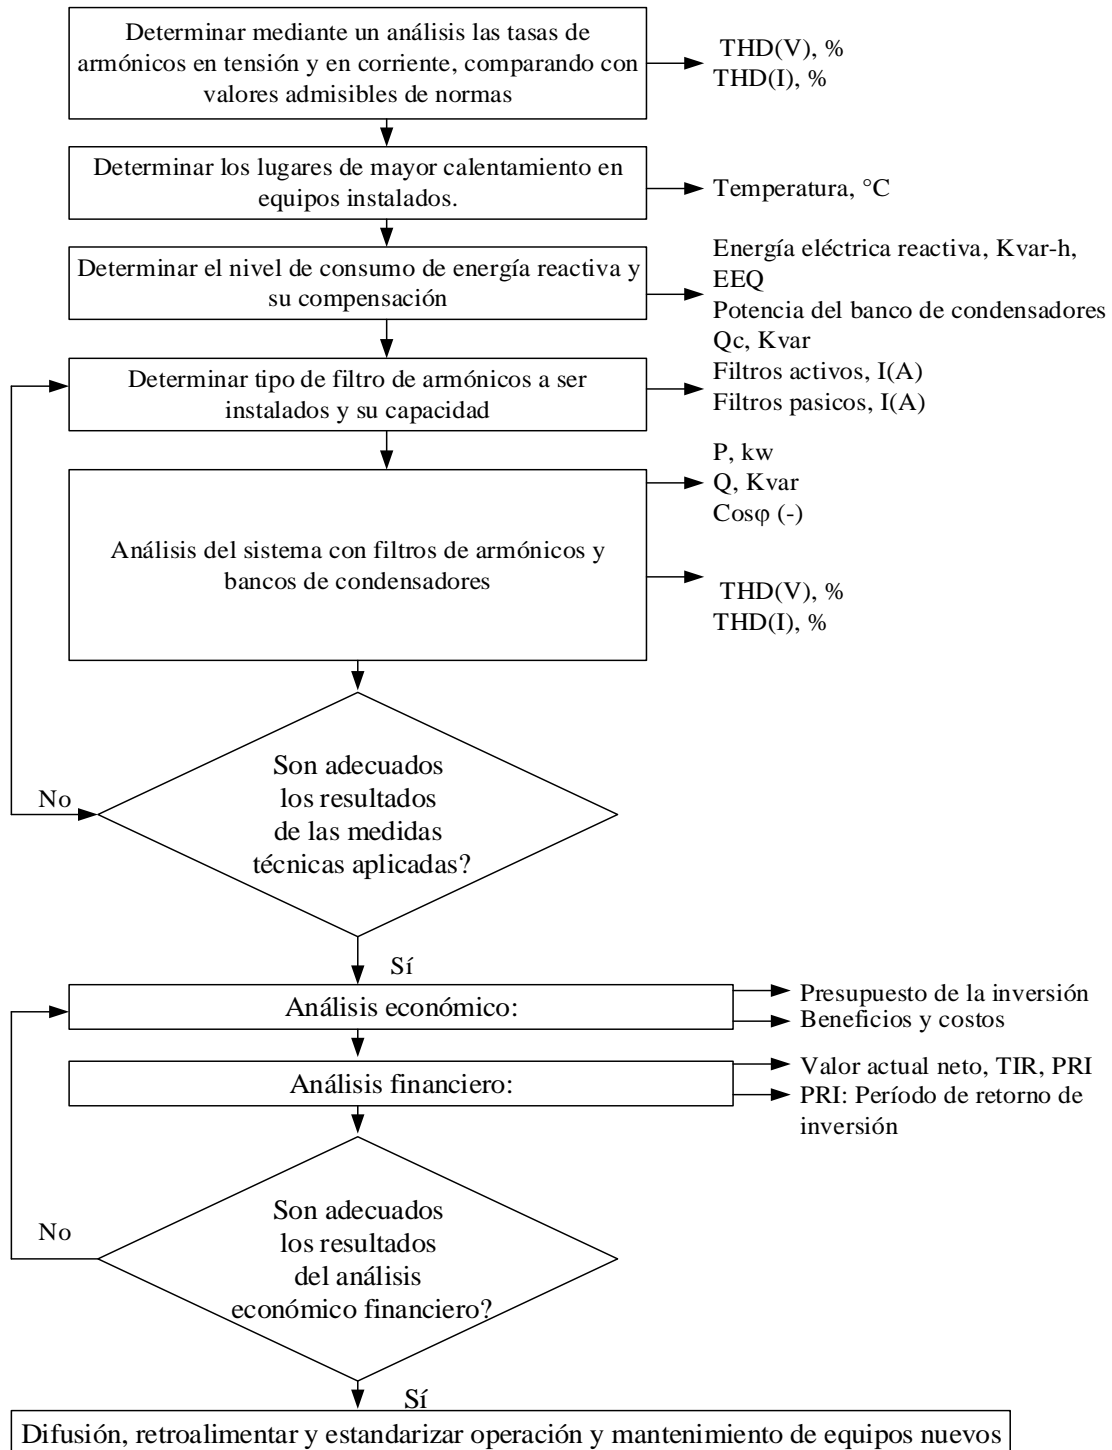 Determinar mediante un análisis las tasas de
armónicos en tensión y en corriente, comparando con
valores admisibles de normas
THD(V), %
THD(I), %
Determinar los lugares de mayor calentamiento en
equipos instalados.
Temperatura, °C
Determinar el nivel de consumo de energía reactiva y
su compensación
Energía eléctrica reactiva, Kvar-h,
EEQ
Potencia del banco de condensadores
Qc, Kvar
Determinar tipo de filtro de armónicos a ser
instalados y su capacidad
Filtros activos, I(A)
Filtros pasicos, I(A)
Análisis del sistema con filtros de armónicos y
bancos de condensadores
P, kw
Q, Kvar
Cosφ (-)
THD(V), %
THD(I), %
Son adecuados
los resultados
de las medidas
técnicas aplicadas?
No
Sí
Análisis económico:
Presupuesto de la inversión
Beneficios y costos
Análisis financiero:
Valor actual neto, TIR, PRI
PRI: Período de retorno de
inversión
Son adecuados
los resultados
del análisis
económico financiero?
No
Sí
Difusión, retroalimentar y estandarizar operación y mantenimiento de equipos nuevos